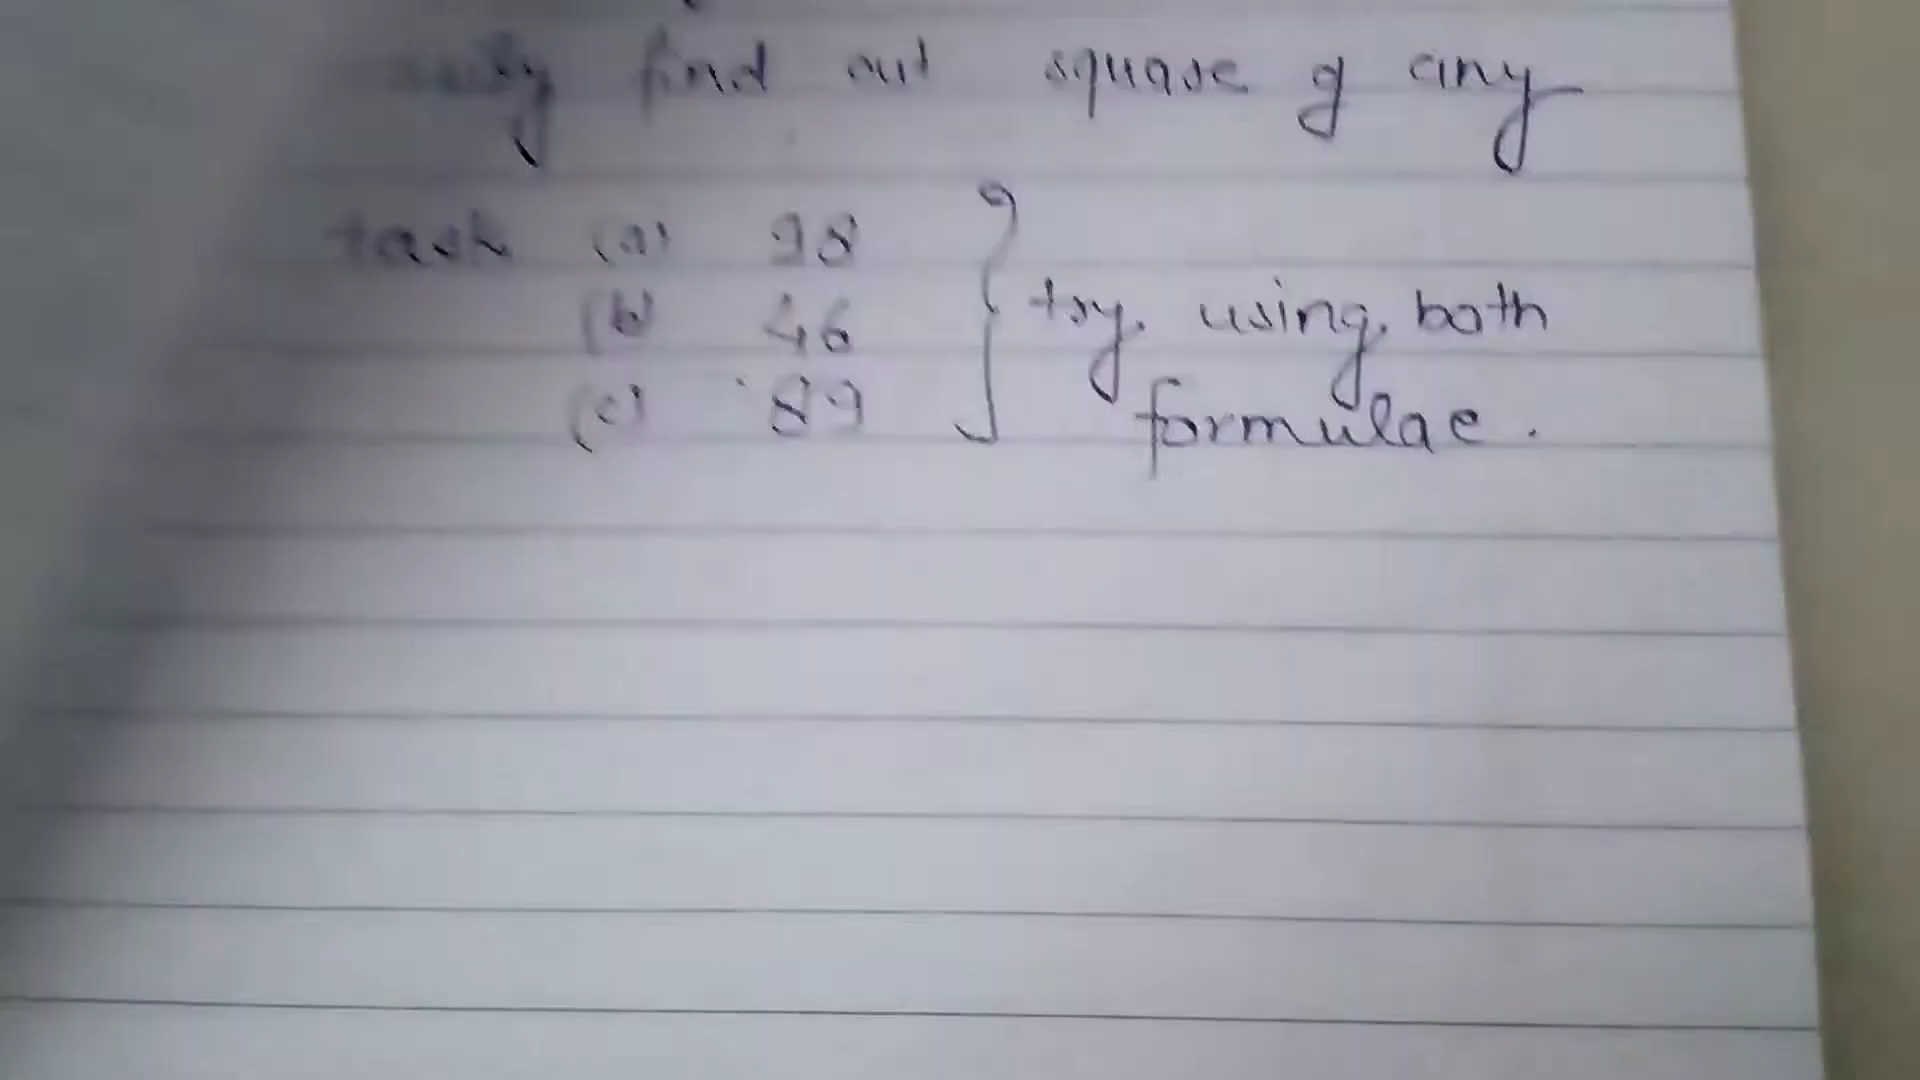 find out square of any
task (a) 98
(b) 46
(c) 89
try using both
formulae.